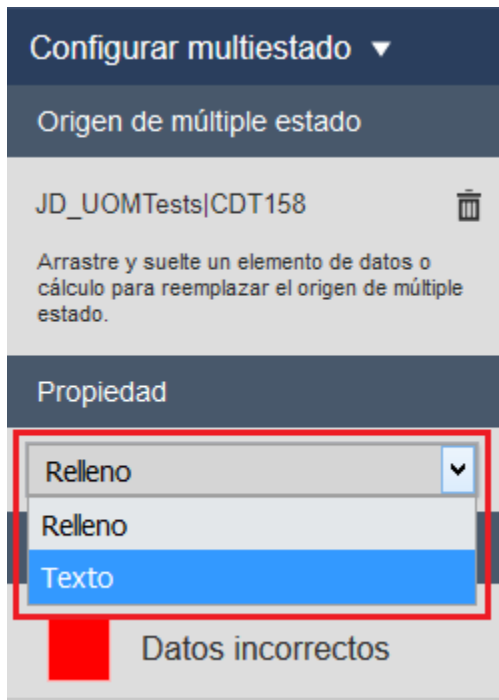 Configurar multiestado
Origen de múltiple estado
JD_UOMTests|CDT158
Arrastre y suelte un elemento de datos o
cálculo para reemplazar el origen de múltiple
estado.
Propiedad
Relleno
Relleno
Texto
Datos incorrectos